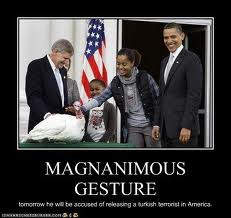 MAGNANIMOUS
GESTURE
tomorrow he will be accused of releasing a turkish terrorist in America.